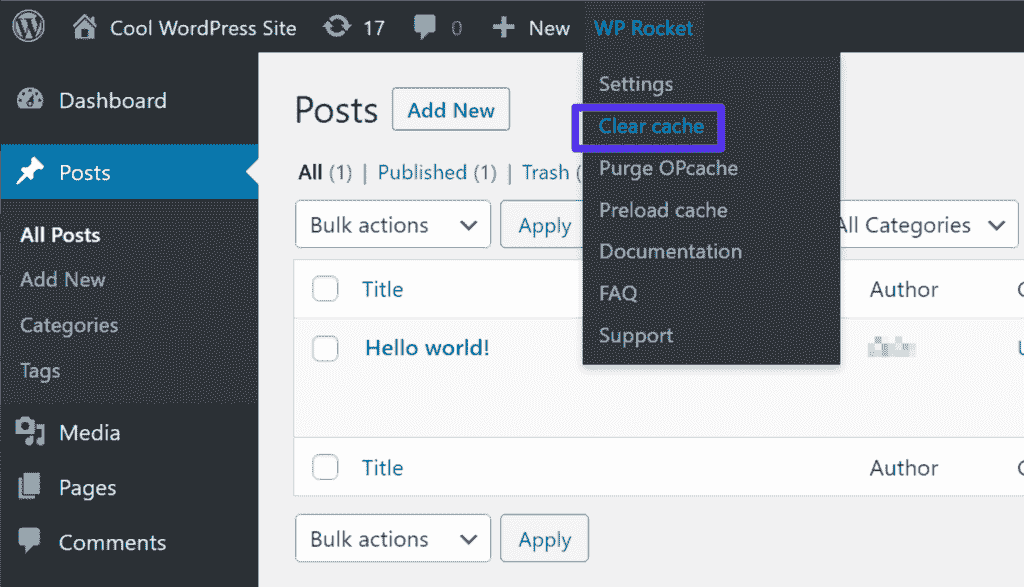 Cool WordPress Site 17 0 New WP Rocket
Dashboard
Posts
All Posts
Add New
Categories
Tags
Media
Pages
Comments
Settings
Clear cache
Purge OPcache
Preload cache
Documentation
FAQ
Support
Posts Add New
All (1) | Published (1) | Trash (
Bulk actions Apply All Categories
Title Author
Hello world!
Title Author
Bulk actions Apply